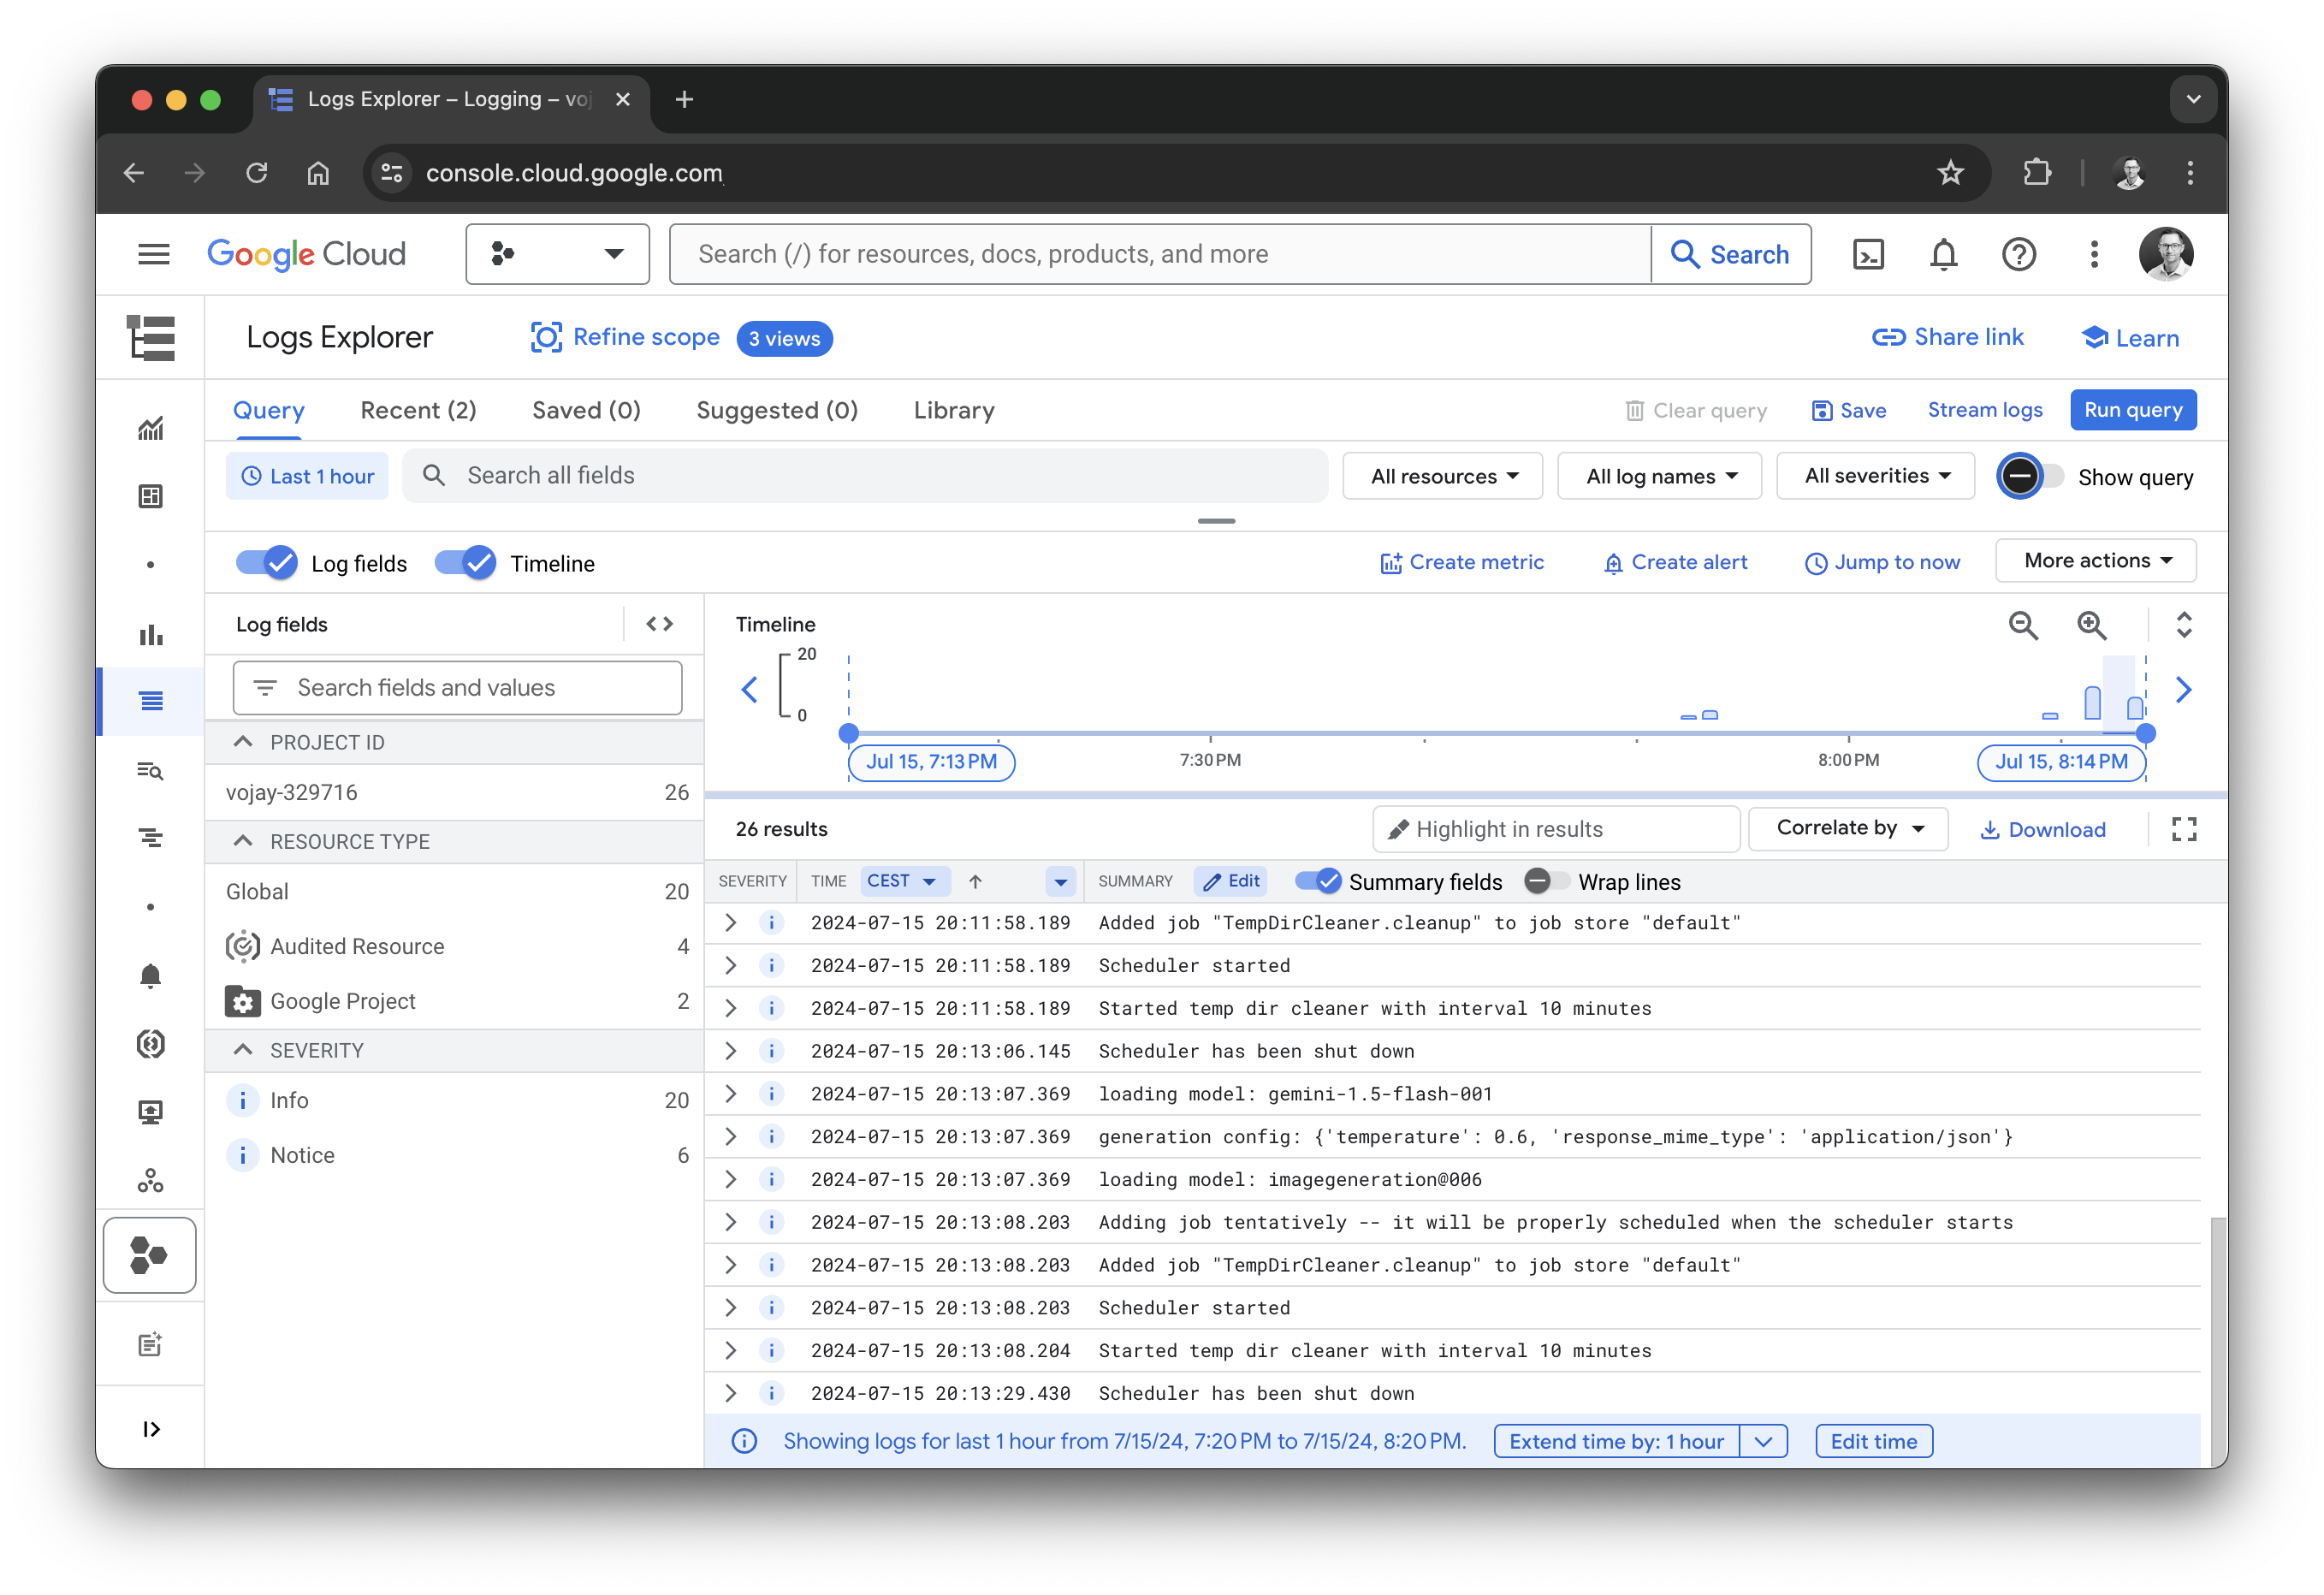 Logs Explorer – Logging – voj
console.cloud.google.com
Google Cloud
Search (/) for resources, docs, products, and more
Search
Logs Explorer
Refine scope
3 views
Share link
Learn
Query
Recent (2)
Saved (0)
Suggested (0)
Library
Clear query
Save
Stream logs
Run query
Last 1 hour
Search all fields
All resources
All log names
All severities
Show query
Log fields
Timeline
Create metric
Create alert
Jump to now
More actions
Log fields
Search fields and values
PROJECT ID
vojay-329716 26
RESOURCE TYPE
Global 20
Audited Resource 4
Google Project 2
SEVERITY
Info 20
Notice 6
Timeline
20
0
Jul 15, 7:13 PM
7:30 PM
8:00 PM
Jul 15, 8:14 PM
26 results
Highlight in results
Correlate by
Download
SEVERITY TIME CEST SUMMARY Edit Summary fields Wrap lines
2024-07-15 20:11:58.189 Added job "TempDirCleaner.cleanup" to job store "default"
2024-07-15 20:11:58.189 Scheduler started
2024-07-15 20:11:58.189 Started temp dir cleaner with interval 10 minutes
2024-07-15 20:13:06.145 Scheduler has been shut down
2024-07-15 20:13:07.369 loading model: gemini-1.5-flash-001
2024-07-15 20:13:07.369 generation config: {'temperature': 0.6, 'response_mime_type': 'application/json'}
2024-07-15 20:13:07.369 loading model: imagegeneration@006
2024-07-15 20:13:08.203 Adding job tentatively -- it will be properly scheduled when the scheduler starts
2024-07-15 20:13:08.203 Added job "TempDirCleaner.cleanup" to job store "default"
2024-07-15 20:13:08.203 Scheduler started
2024-07-15 20:13:08.204 Started temp dir cleaner with interval 10 minutes
2024-07-15 20:13:29.430 Scheduler has been shut down
Showing logs for last 1 hour from 7/15/24, 7:20 PM to 7/15/24, 8:20 PM.
Extend time by: 1 hour
Edit time